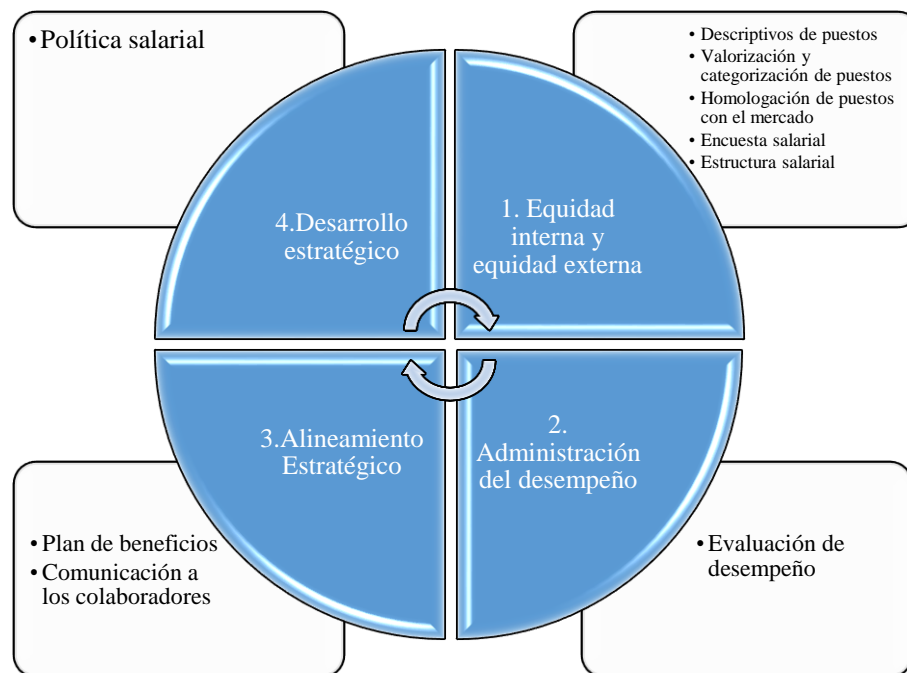 • Política salarial
• Descriptivos de puestos
• Valorización y
categorización de puestos
• Homologación de puestos
con el mercado
• Encuesta salarial
• Estructura salarial
4.Desarrollo
estratégico
1. Equidad
interna y
equidad externa
3.Alineamiento
Estratégico
2.
Administración
del desempeño
• Plan de beneficios
• Comunicación a
los colaboradores
• Evaluación de
desempeño